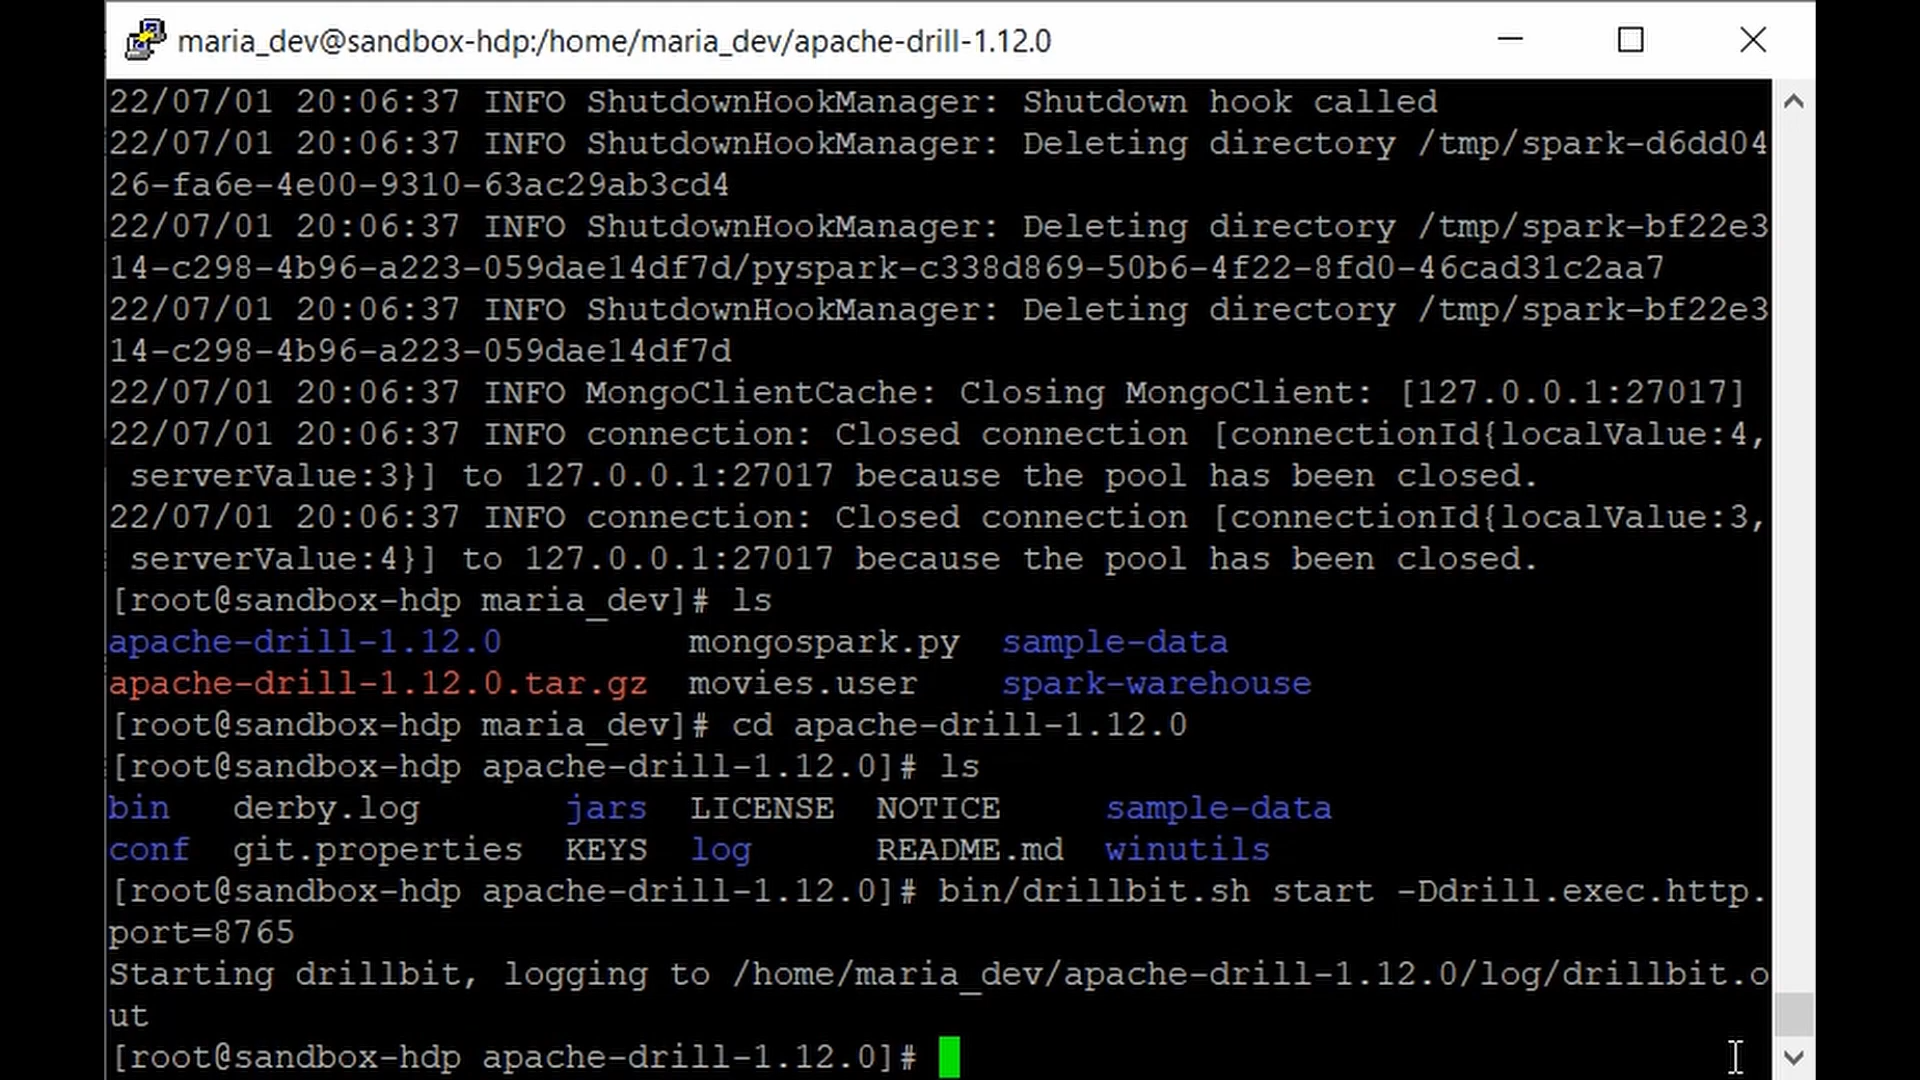 maria_dev@sandbox-hdp:/home/maria_dev/apache-drill-1.12.0
22/07/01 20:06:37 INFO ShutdownHookManager: Shutdown hook called
22/07/01 20:06:37 INFO ShutdownHookManager: Deleting directory /tmp/spark-d6dd04
26-fa6e-4e00-9310-63ac29ab3cd4
22/07/01 20:06:37 INFO ShutdownHookManager: Deleting directory /tmp/spark-bf22e3
14-c298-4b96-a223-059dae14df7d/pyspark-c338d869-50b6-4f22-8fd0-46cad31c2aa7
22/07/01 20:06:37 INFO ShutdownHookManager: Deleting directory /tmp/spark-bf22e3
14-c298-4b96-a223-059dae14df7d
22/07/01 20:06:37 INFO MongoClientCache: Closing MongoClient: [127.0.0.1:27017]
22/07/01 20:06:37 INFO connection: Closed connection [connectionId{localValue:4,
 serverValue:3}] to 127.0.0.1:27017 because the pool has been closed.
22/07/01 20:06:37 INFO connection: Closed connection [connectionId{localValue:3,
 serverValue:4}] to 127.0.0.1:27017 because the pool has been closed.
[root@sandbox-hdp maria_dev]# ls
apache-drill-1.12.0         mongospark.py  sample-data
apache-drill-1.12.0.tar.gz  movies.user    spark-warehouse
[root@sandbox-hdp maria_dev]# cd apache-drill-1.12.0
[root@sandbox-hdp apache-drill-1.12.0]# ls
bin   derby.log       jars  LICENSE  NOTICE     sample-data
conf  git.properties  KEYS  log      README.md  winutils
[root@sandbox-hdp apache-drill-1.12.0]# bin/drillbit.sh start -Ddrill.exec.http.
port=8765
Starting drillbit, logging to /home/maria_dev/apache-drill-1.12.0/log/drillbit.o
ut
[root@sandbox-hdp apache-drill-1.12.0]#